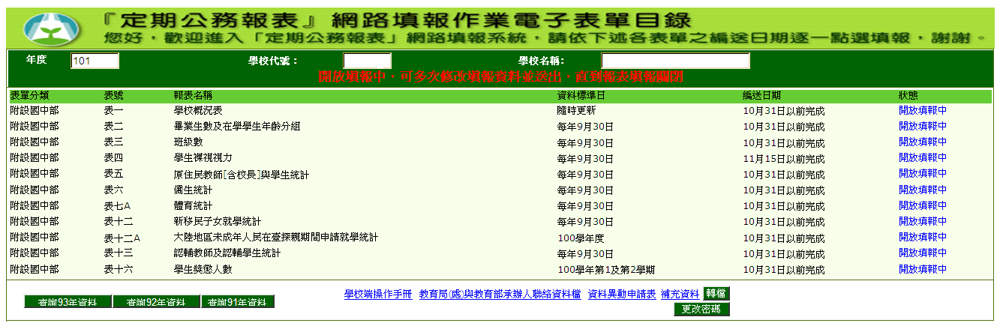 『定期公務報表』網路填報作業電子表單目錄
您好，歡迎進入「定期公務報表」網路填報系統，請依下述各表單之編送日期逐一點選填報，謝謝。
年度 101 學校代號： 學校名稱：
開放填報中，可多次修改填報資料並送出，直到報表填報關閉
表單分類 表號 報表名稱 資料標準日 編送日期 狀態
附設國中部 表一 學校概況表 隨時更新 10月31日以前完成 開放填報中
附設國中部 表二 畢業生數及在學學生年齡分組 每年9月30日 10月31日以前完成 開放填報中
附設國中部 表三 班級數 每年9月30日 10月31日以前完成 開放填報中
附設國中部 表四 學生裸視視力 每年9月30日 11月15日以前完成 開放填報中
附設國中部 表五 原住民教師[含校長]與學生統計 每年9月30日 10月31日以前完成 開放填報中
附設國中部 表六 僑生統計 每年9月30日 10月31日以前完成 開放填報中
附設國中部 表七A 體育統計 每年9月30日 10月31日以前完成 開放填報中
附設國中部 表十二 新移民子女就學統計 每年9月30日 10月31日以前完成 開放填報中
附設國中部 表十二A 大陸地區未成年人民在臺探親期間申請就學統計 100學年度 10月31日以前完成 開放填報中
附設國中部 表十三 認輔教師及認輔學生統計 每年9月30日 10月31日以前完成 開放填報中
附設國中部 表十六 學生獎懲人數 100學年第1及第2學期 10月31日以前完成 開放填報中
學校端操作手冊 教育局(處)與教育部承辦人聯絡資料檔 資料異動申請表 補充資料 轉檔
查詢93年資料 查詢92年資料 查詢91年資料 更改密碼